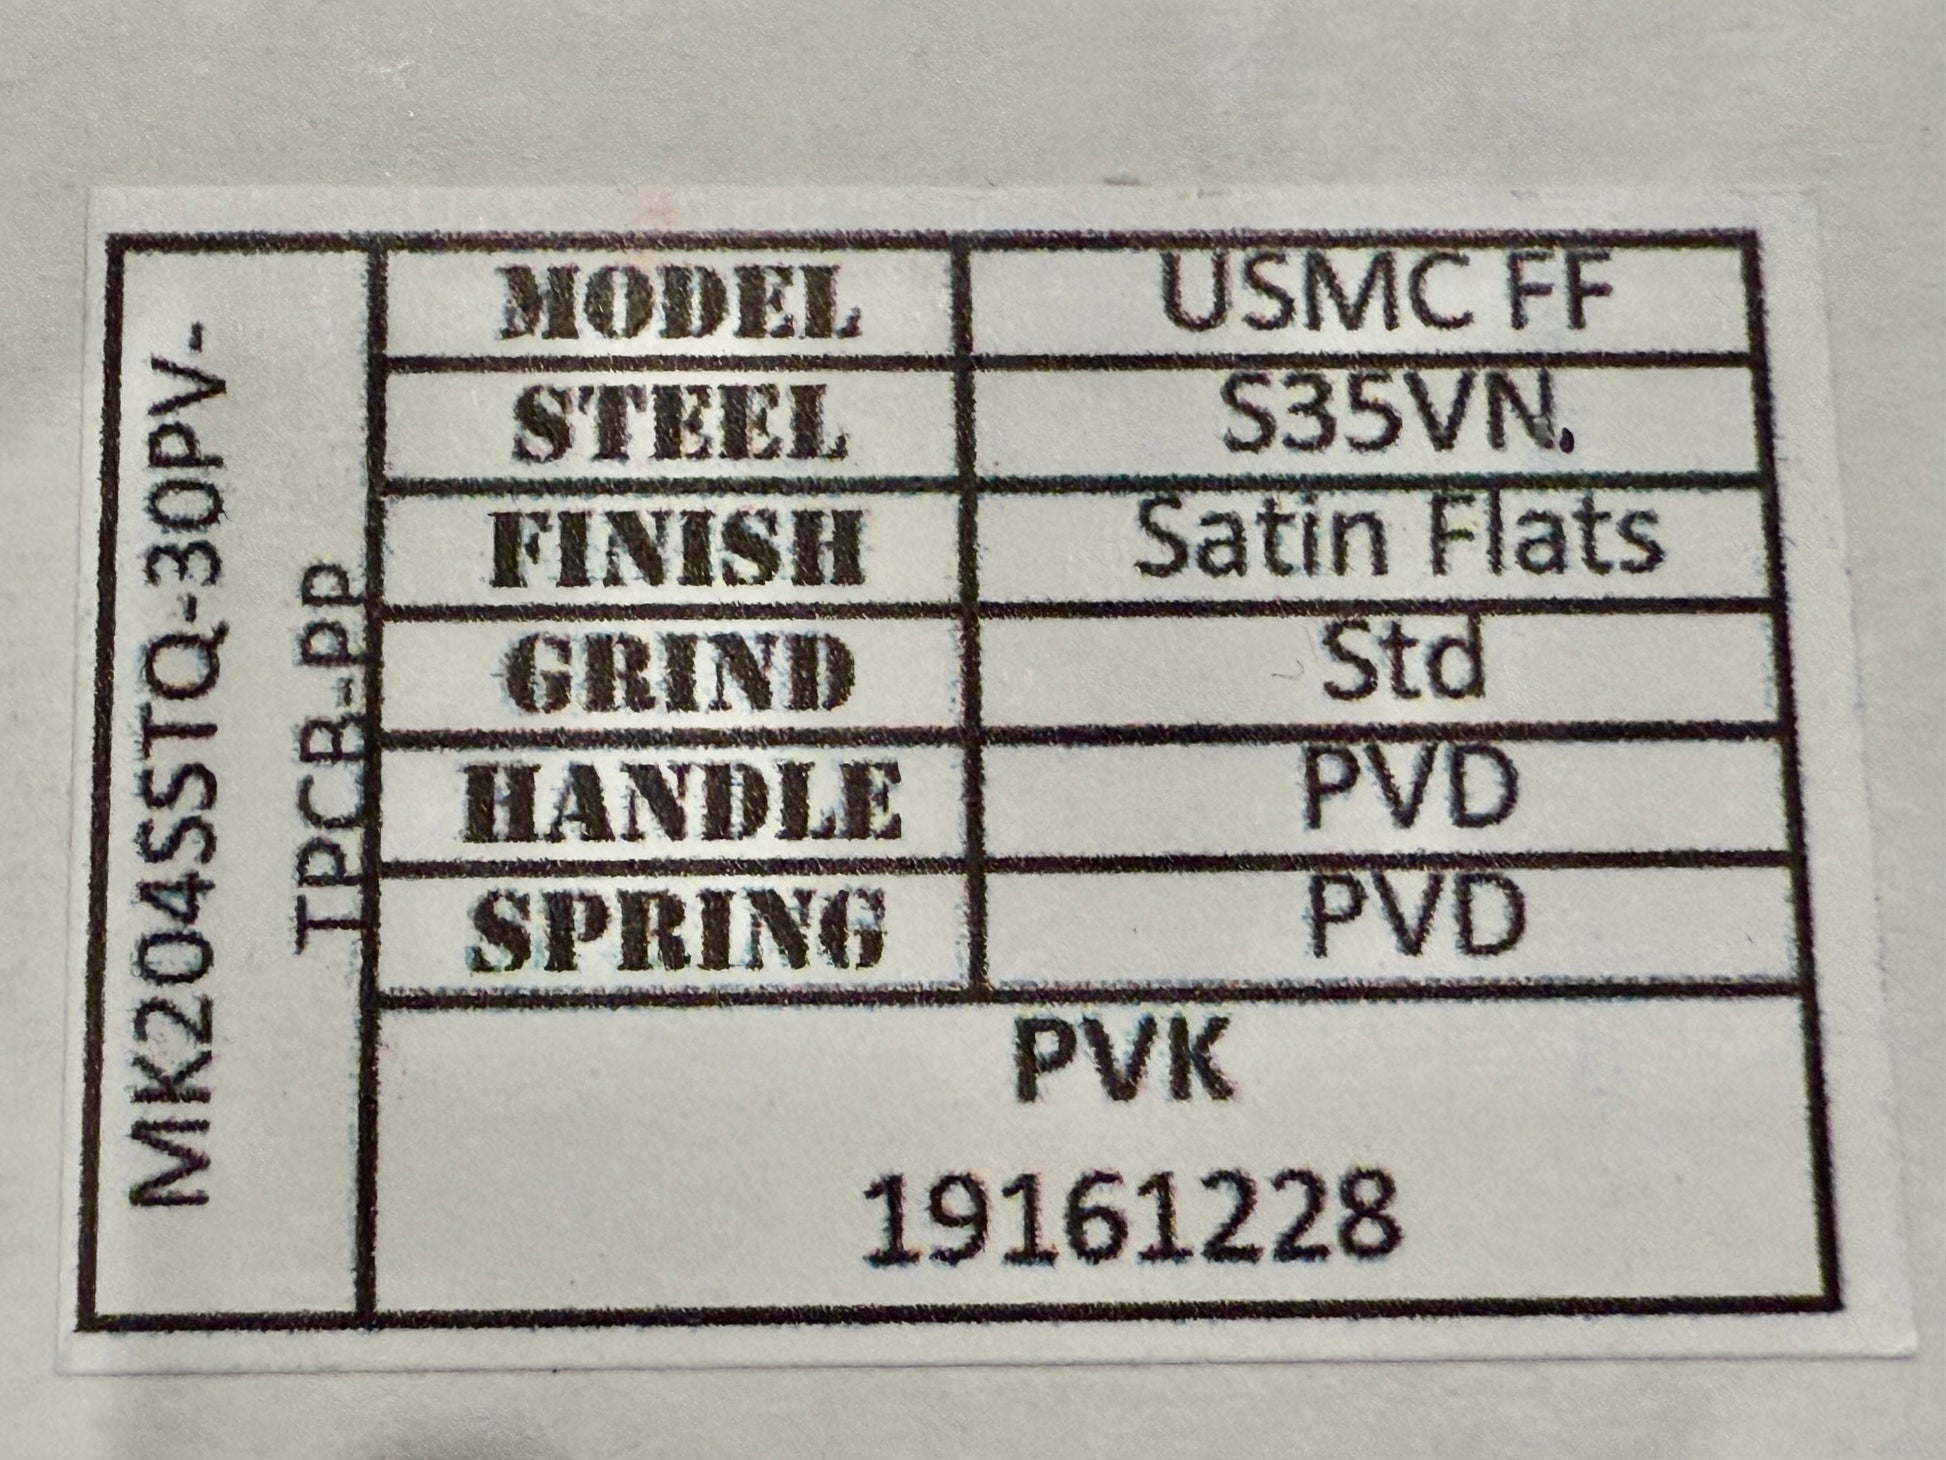 MK204SSTQ-30PV-
TPCB-PP
MODEL USMC FF
STEEL S35VN.
FINISH Satin Flats
GRIND Std
HANDLE PVD
SPRING PVD
PVK
19161228